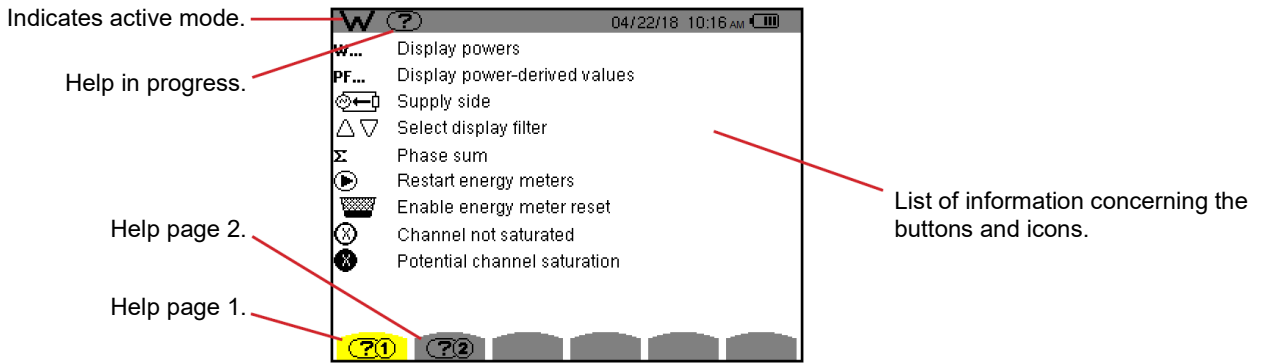 Indicates active mode.
W ? 04/22/18 10:16 AM
W... Display powers
Help in progress.
PF... Display power-derived values
Supply side
Select display filter
Σ Phase sum
Restart energy meters
List of information concerning the
buttons and icons.
Enable energy meter reset
Help page 2.
X Channel not saturated
X Potential channel saturation
Help page 1.
?1 ?2